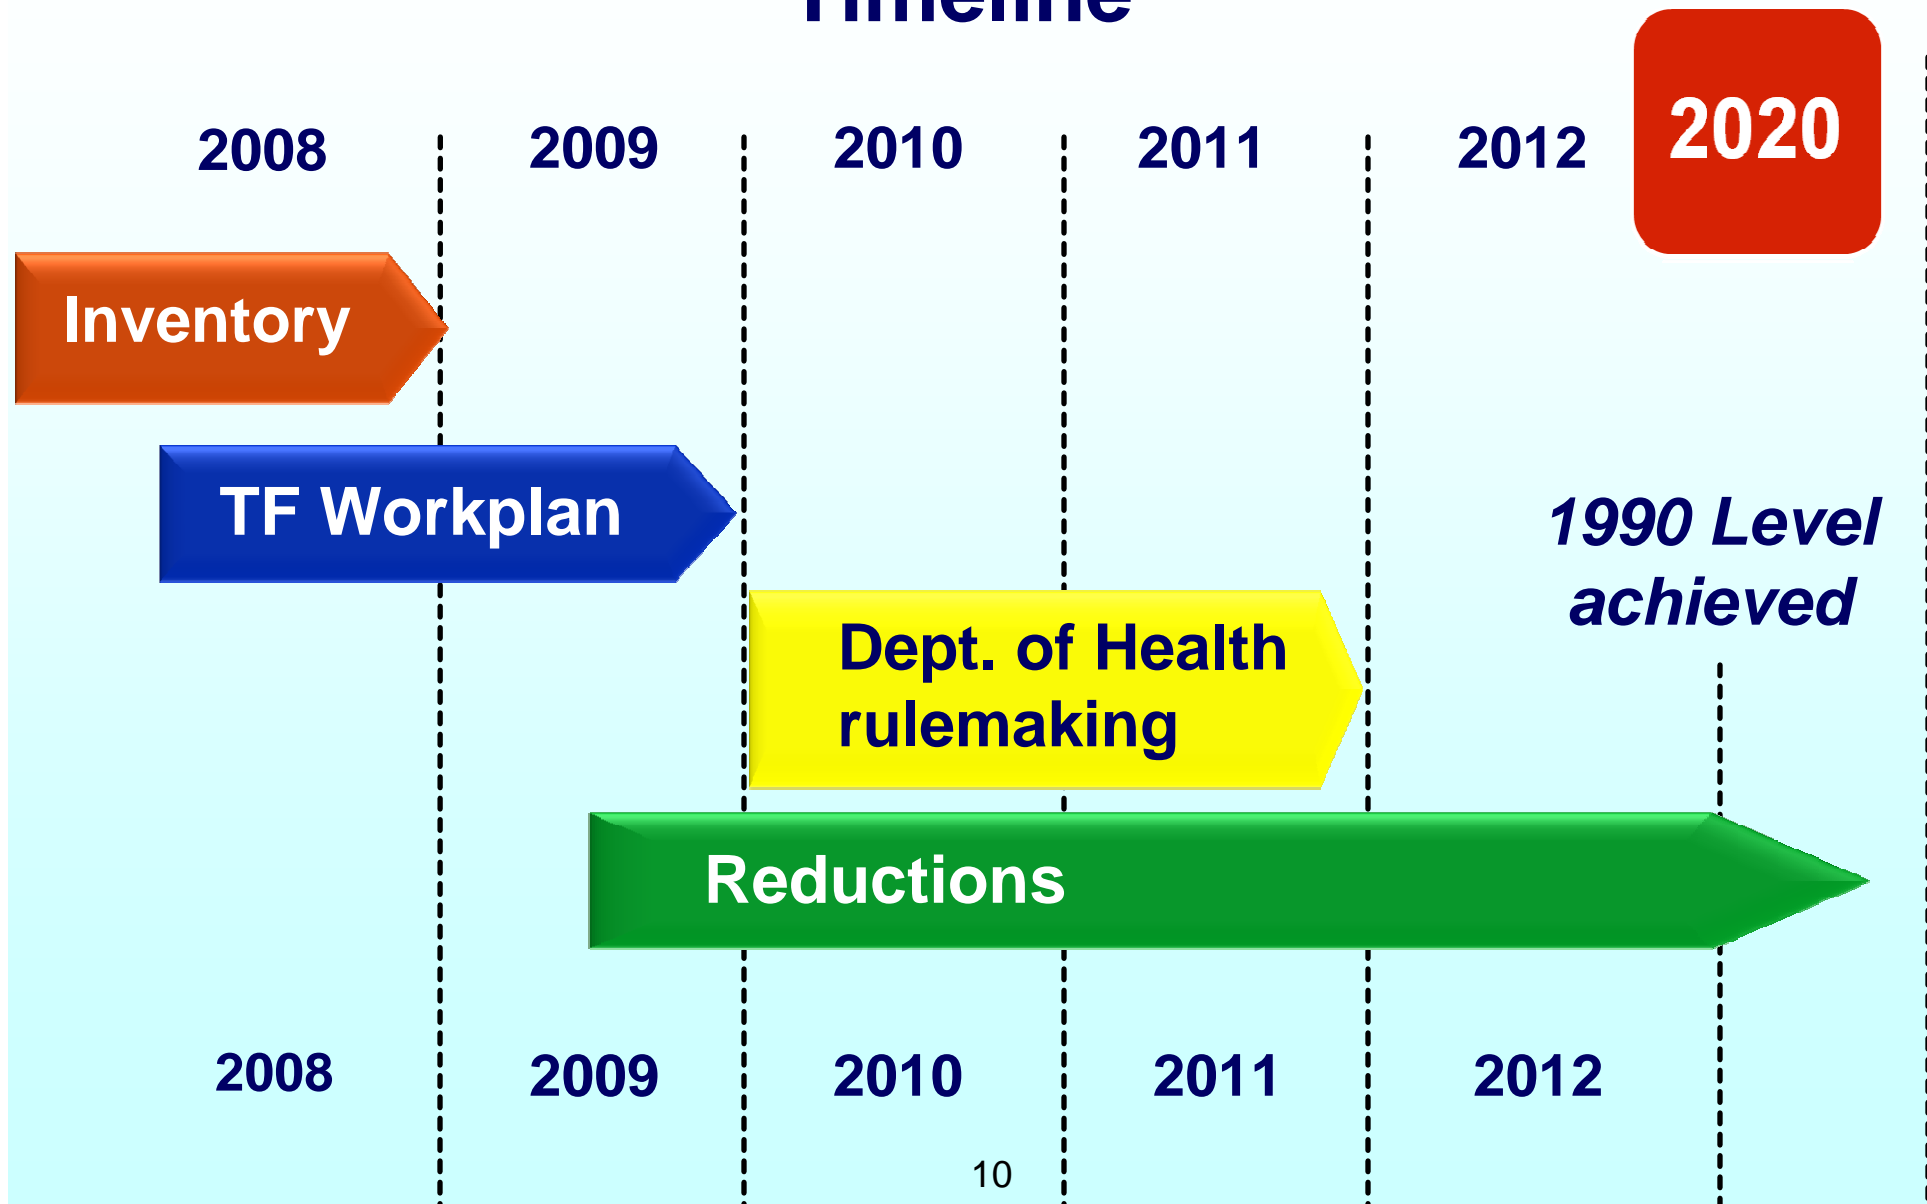 Timeline
2008 2009 2010 2011 2012 2020
Inventory
TF Workplan
1990 Level
achieved
Dept. of Health
rulemaking
Reductions
2008 2009 2010 2011 2012
10